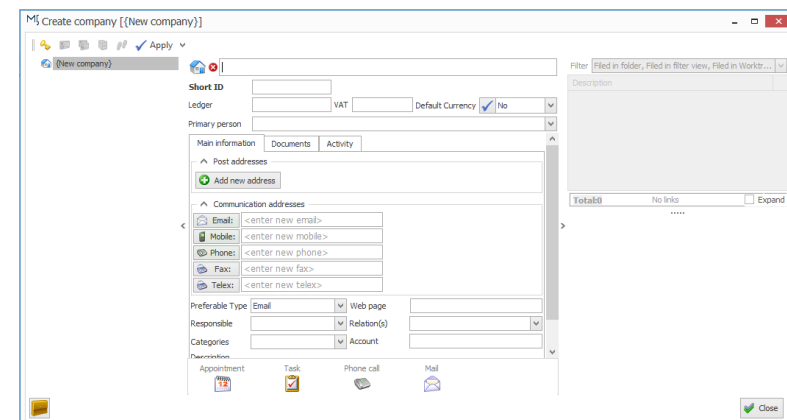 M Create company [{New company}]
Apply
{New company}
Filter Filed in folder, Filed in filter view, Filed in Worktr...
Description
Short ID
Ledger VAT Default Currency No
Primary person
Main information Documents Activity
Post addresses
Add new address
Communication addresses
Email: <enter new email>
Mobile: <enter new mobile>
Phone: <enter new phone>
Fax: <enter new fax>
Telex: <enter new telex>
Total:0 No links Expand
Preferable Type Email Web page
Responsible Relation(s)
Categories Account
Description
Appointment Task Phone call Mail
12
Close